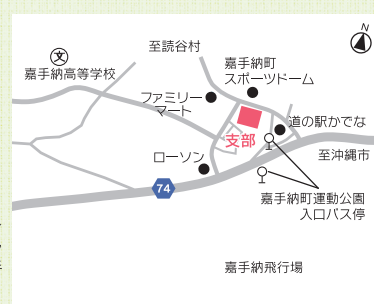 N
至読谷村
文
嘉手納高等学校
嘉手納町
スポーツドーム
ファミリー
マート
道の駅かでな
支部
ローソン
至沖縄市
74
嘉手納町運動公園
入口バス停
嘉手納飛行場